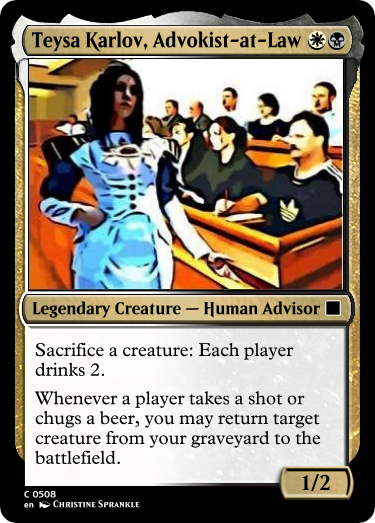 Teysa Karlov, Advokist-at-Law
Legendary Creature — Human Advisor
Sacrifice a creature: Each player
drinks 2.
Whenever a player takes a shot or
chugs a beer, you may return target
creature from your graveyard to the
battlefield.
1/2
C 0508
en Christine Sprankle